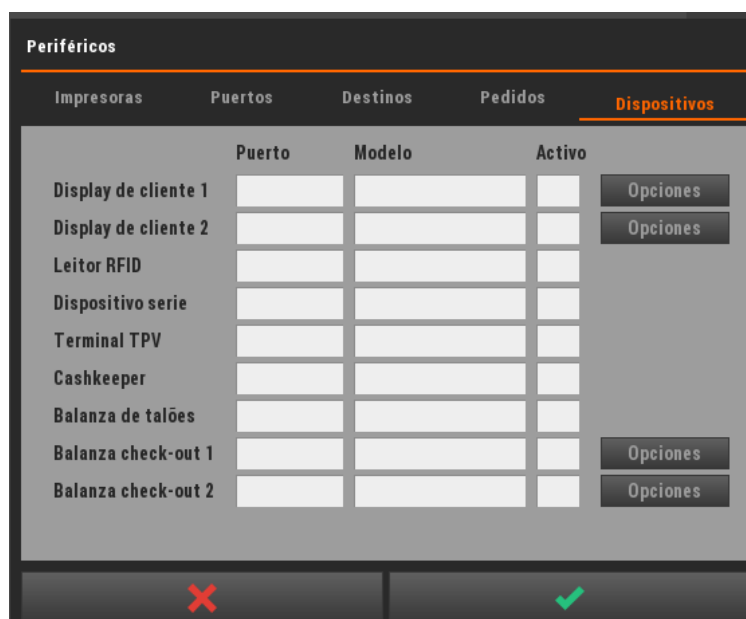 Periféricos
Impresoras Puertos Destinos Pedidos Dispositivos
Puerto Modelo Activo
Display de cliente 1 Opciones
Display de cliente 2 Opciones
Leitor RFID
Dispositivo serie
Terminal TPV
Cashkeeper
Balanza de talões
Balanza check-out 1 Opciones
Balanza check-out 2 Opciones